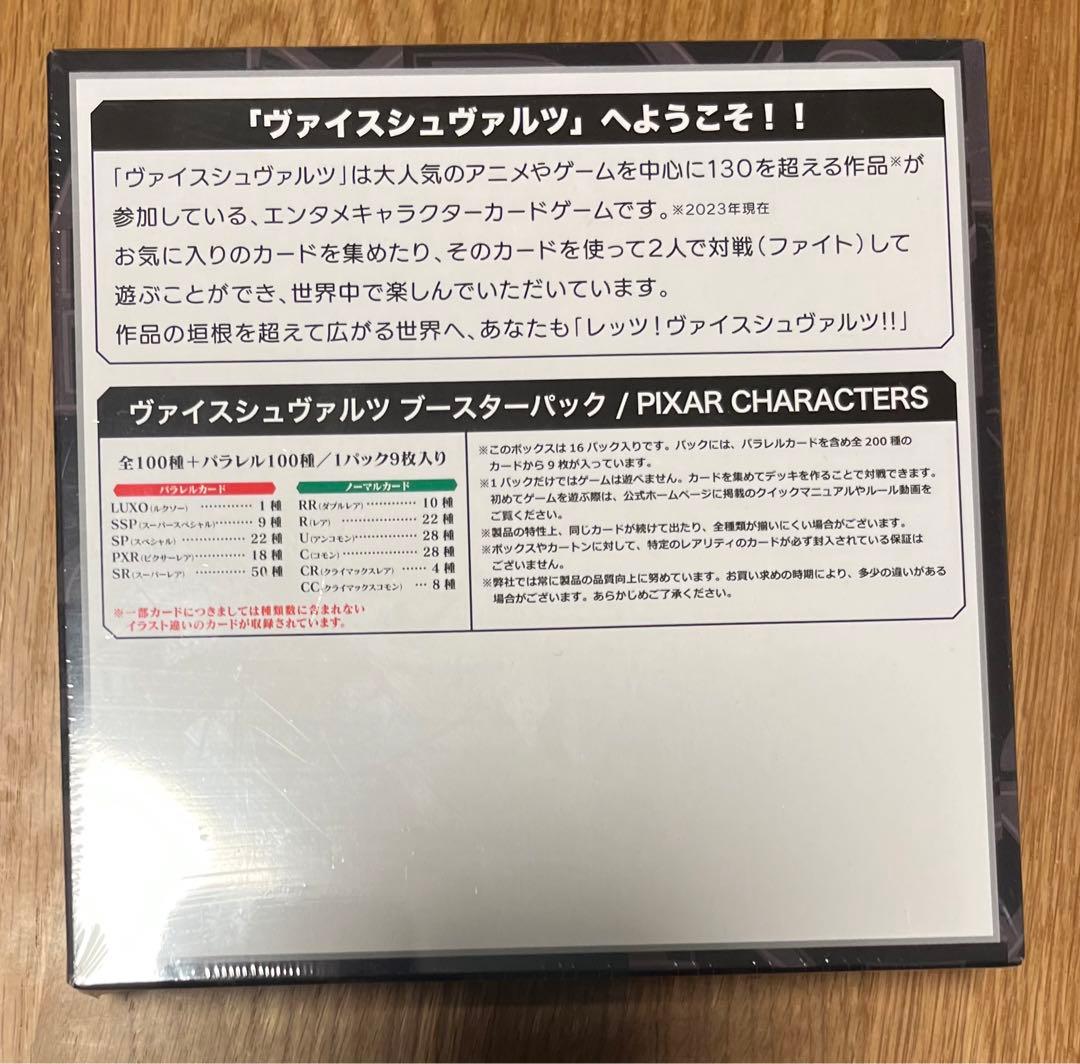 「ヴァイスシュヴァルツ」へようこそ！！
「ヴァイスシュヴァルツ」は大人気のアニメやゲームを中心に130を超える作品※が
参加している、エンタメキャラクターカードゲームです。※2023年現在
お気に入りのカードを集めたり、そのカードを使って2人で対戦（ファイト）して
遊ぶことができ、世界中で楽しんでいただいています。
作品の垣根を超えて広がる世界へ、あなたも「レッツ！ヴァイスシュヴァルツ!!」
ヴァイスシュヴァルツ ブースターパック / PIXAR CHARACTERS
全100種＋パラレル100種／1パック9枚入り
パラレルカード
LUXO(ルクソー) ………… 1種
SSP(スーパースペシャル)……… 9種
SP(スペシャル) ………… 22種
PXR(ピクサーレア)………… 18種
SR(スーパーレア) ………… 50種
ノーマルカード
RR(ダブルレア) ………… 10種
R(レア) ………… 22種
U(アンコモン)………… 28種
C(コモン) ………… 28種
CR(クライマックスレア) …… 4種
CC(クライマックスコモン) … 8種
※一部カードにつきましては種類数に含まれない
イラスト違いのカードが収録されています。
※このボックスは16パック入りです。パックには、パラレルカードを含め全200種の
カードから9枚が入っています。
※1パックだけではゲームは遊べません。カードを集めてデッキを作ることで対戦できます。
初めてゲームを遊ぶ際は、公式ホームページに掲載のクイックマニュアルやルール動画を
ご覧ください。
※製品の特性上、同じカードが続けて出たり、全種類が揃いにくい場合がございます。
※ボックスやカートンに対して、特定のレアリティのカードが必ず封入されている保証は
ございません。
※弊社では常に製品の品質向上に努めています。お買い求めの時期により、多少の違いがある
場合がございます。あらかじめご了承ください。